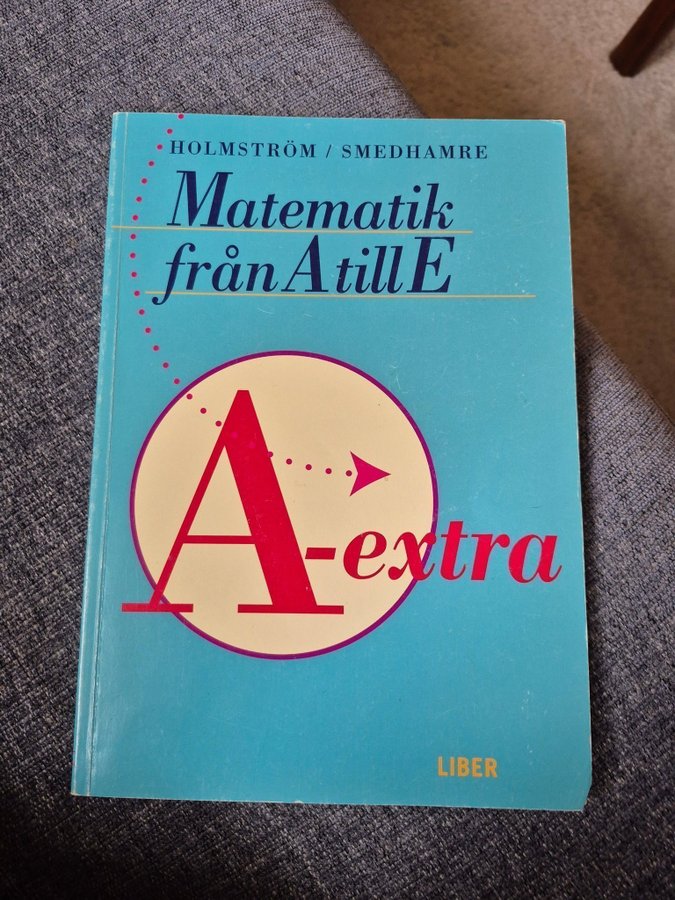 HOLMSTRÖM / SMEDHAMRE
Matematik
från A till E
A-extra
LIBER